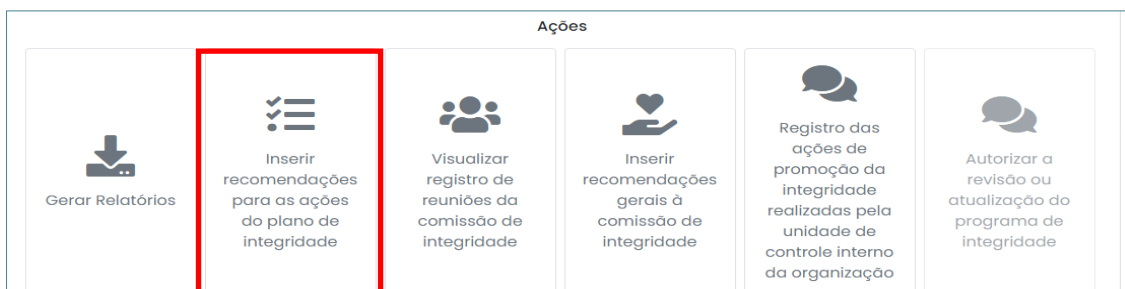 Ações
Gerar Relatórios
Inserir
recomendações
para as ações
do plano de
integridade
Visualizar
registro de
reuniões da
comissão de
integridade
Inserir
recomendações
gerais à
comissão de
integridade
Registro das
ações de
promoção da
integridade
realizadas pela
unidade de
controle interno
da organização
Autorizar a
revisão ou
atualização do
programa de
integridade